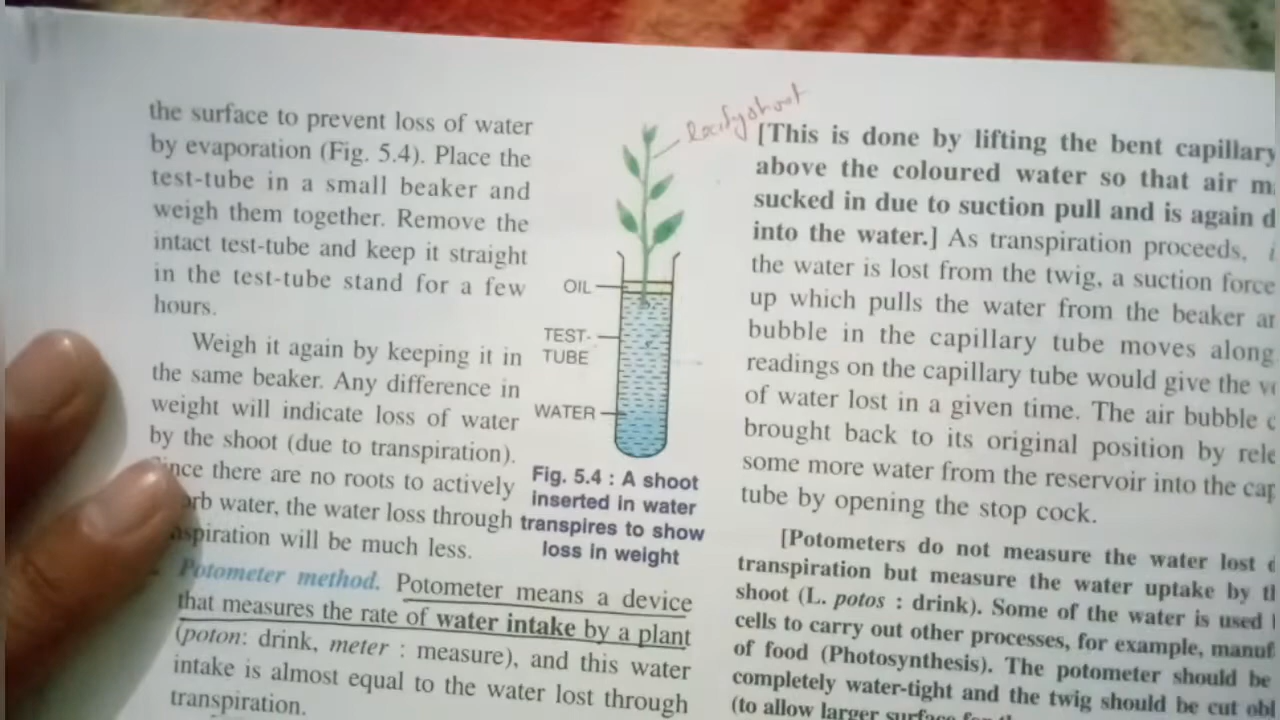 the surface to prevent loss of water
by evaporation (Fig. 5.4). Place the
test-tube in a small beaker and
weigh them together. Remove the
intact test-tube and keep it straight
in the test-tube stand for a few
hours.
Weigh it again by keeping it in
the same beaker. Any difference in
weight will indicate loss of water
by the shoot (due to transpiration).
there are no roots to actively
water, the water loss through
will be much less.
Potometer method. Potometer means a device
that measures the rate of water intake by a plant
(poton: drink, meter : measure), and this water
intake is almost equal to the water lost through
transpiration.
leafy shoot
OIL
TEST-
TUBE
WATER
Fig. 5.4 : A shoot
inserted in water
transpires to show
loss in weight
[This is done by lifting the bent capillary
above the coloured water so that air
sucked in due to suction pull and is again
into the water.] As transpiration proceeds,
the water is lost from the twig, a suction force
up which pulls the water from the beaker
bubble in the capillary tube moves along
readings on the capillary tube would give the
of water lost in a given time. The air bubble
brought back to its original position by
some more water from the reservoir into the
tube by opening the stop cock.
[Potometers do not measure the water lost
transpiration but measure the water uptake by
shoot (L. potos : drink). Some of the water is used
cells to carry out other processes, for example,
of food (Photosynthesis). The potometer should be
completely water-tight and the twig should be cut
(to allow larger surface